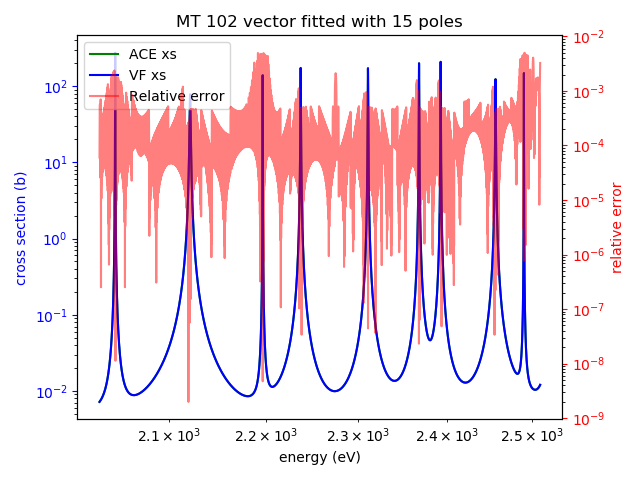 MT 102 vector fitted with 15 poles
ACE xs
VF xs
Relative error
cross section (b)
10²
10¹
10⁰
10⁻¹
10⁻²
relative error
10⁻²
10⁻³
10⁻⁴
10⁻⁵
10⁻⁶
10⁻⁷
10⁻⁸
10⁻⁹
2.1 × 10³
2.2 × 10³
2.3 × 10³
2.4 × 10³
2.5 × 10³
energy (eV)